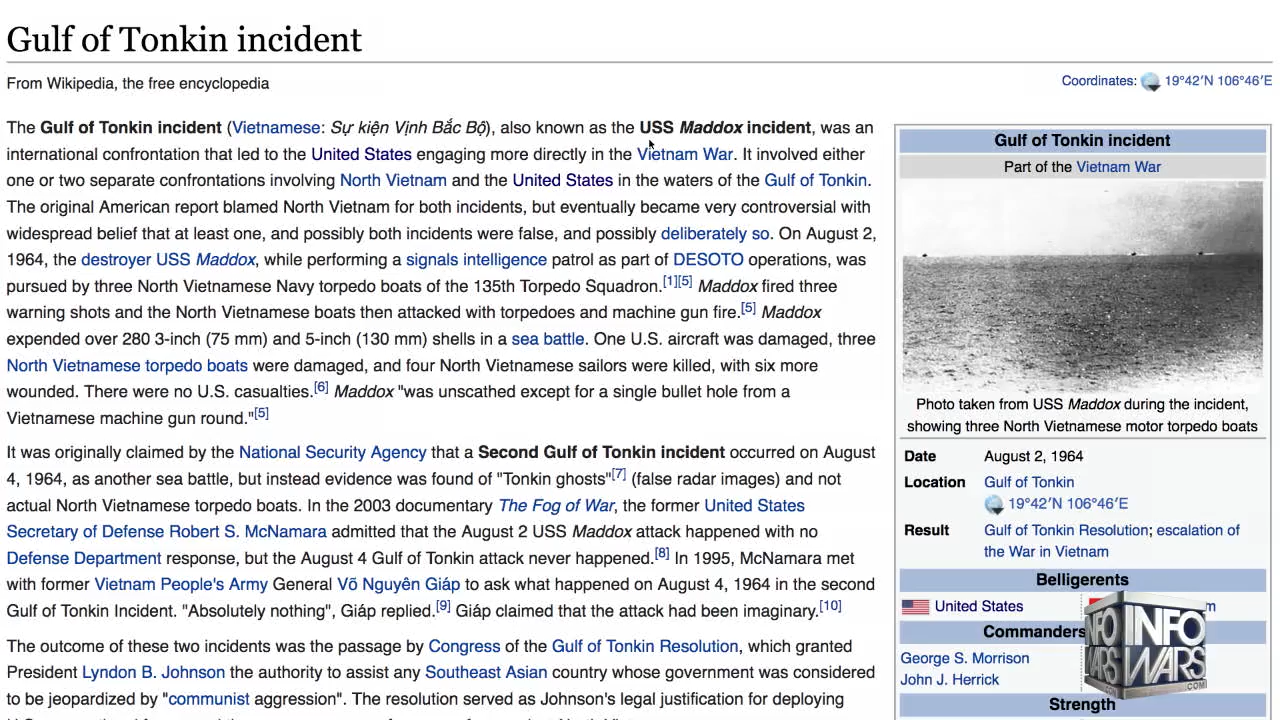 Gulf of Tonkin incident
From Wikipedia, the free encyclopedia
Coordinates: 19°42′N 106°46′E
The Gulf of Tonkin incident (Vietnamese: Sự kiện Vịnh Bắc Bộ), also known as the USS Maddox incident, was an
international confrontation that led to the United States engaging more directly in the Vietnam War. It involved either
one or two separate confrontations involving North Vietnam and the United States in the waters of the Gulf of Tonkin.
The original American report blamed North Vietnam for both incidents, but eventually became very controversial with
widespread belief that at least one, and possibly both incidents were false, and possibly deliberately so. On August 2,
1964, the destroyer USS Maddox, while performing a signals intelligence patrol as part of DESOTO operations, was
pursued by three North Vietnamese Navy torpedo boats of the 135th Torpedo Squadron.[1][5] Maddox fired three
warning shots and the North Vietnamese boats then attacked with torpedoes and machine gun fire.[5] Maddox
expended over 280 3-inch (75 mm) and 5-inch (130 mm) shells in a sea battle. One U.S. aircraft was damaged, three
North Vietnamese torpedo boats were damaged, and four North Vietnamese sailors were killed, with six more
wounded. There were no U.S. casualties.[6] Maddox "was unscathed except for a single bullet hole from a
Vietnamese machine gun round."[5]
It was originally claimed by the National Security Agency that a Second Gulf of Tonkin incident occurred on August
4, 1964, as another sea battle, but instead evidence was found of "Tonkin ghosts"[7] (false radar images) and not
actual North Vietnamese torpedo boats. In the 2003 documentary The Fog of War, the former United States
Secretary of Defense Robert S. McNamara admitted that the August 2 USS Maddox attack happened with no
Defense Department response, but the August 4 Gulf of Tonkin attack never happened.[8] In 1995, McNamara met
with former Vietnam People's Army General Võ Nguyên Giáp to ask what happened on August 4, 1964 in the second
Gulf of Tonkin Incident. "Absolutely nothing", Giáp replied.[9] Giáp claimed that the attack had been imaginary.[10]
The outcome of these two incidents was the passage by Congress of the Gulf of Tonkin Resolution, which granted
President Lyndon B. Johnson the authority to assist any Southeast Asian country whose government was considered
to be jeopardized by "communist aggression". The resolution served as Johnson's legal justification for deploying
Gulf of Tonkin incident
Part of the Vietnam War
Photo taken from USS Maddox during the incident,
showing three North Vietnamese motor torpedo boats
Date August 2, 1964
Location Gulf of Tonkin
19°42′N 106°46′E
Result Gulf of Tonkin Resolution; escalation of
the War in Vietnam
Belligerents
United States
Commanders
George S. Morrison
John J. Herrick
Strength
INFO
WARS
.COM